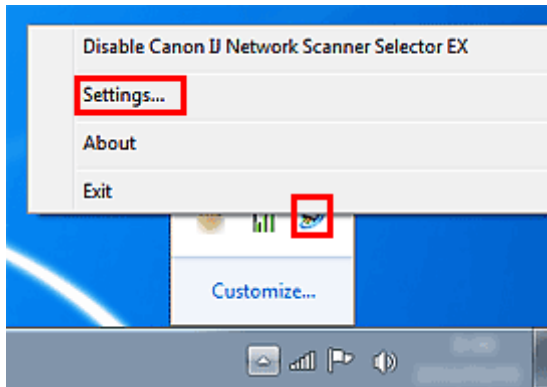 Disable Canon IJ Network Scanner Selector EX
Settings...
About
Exit
Customize...